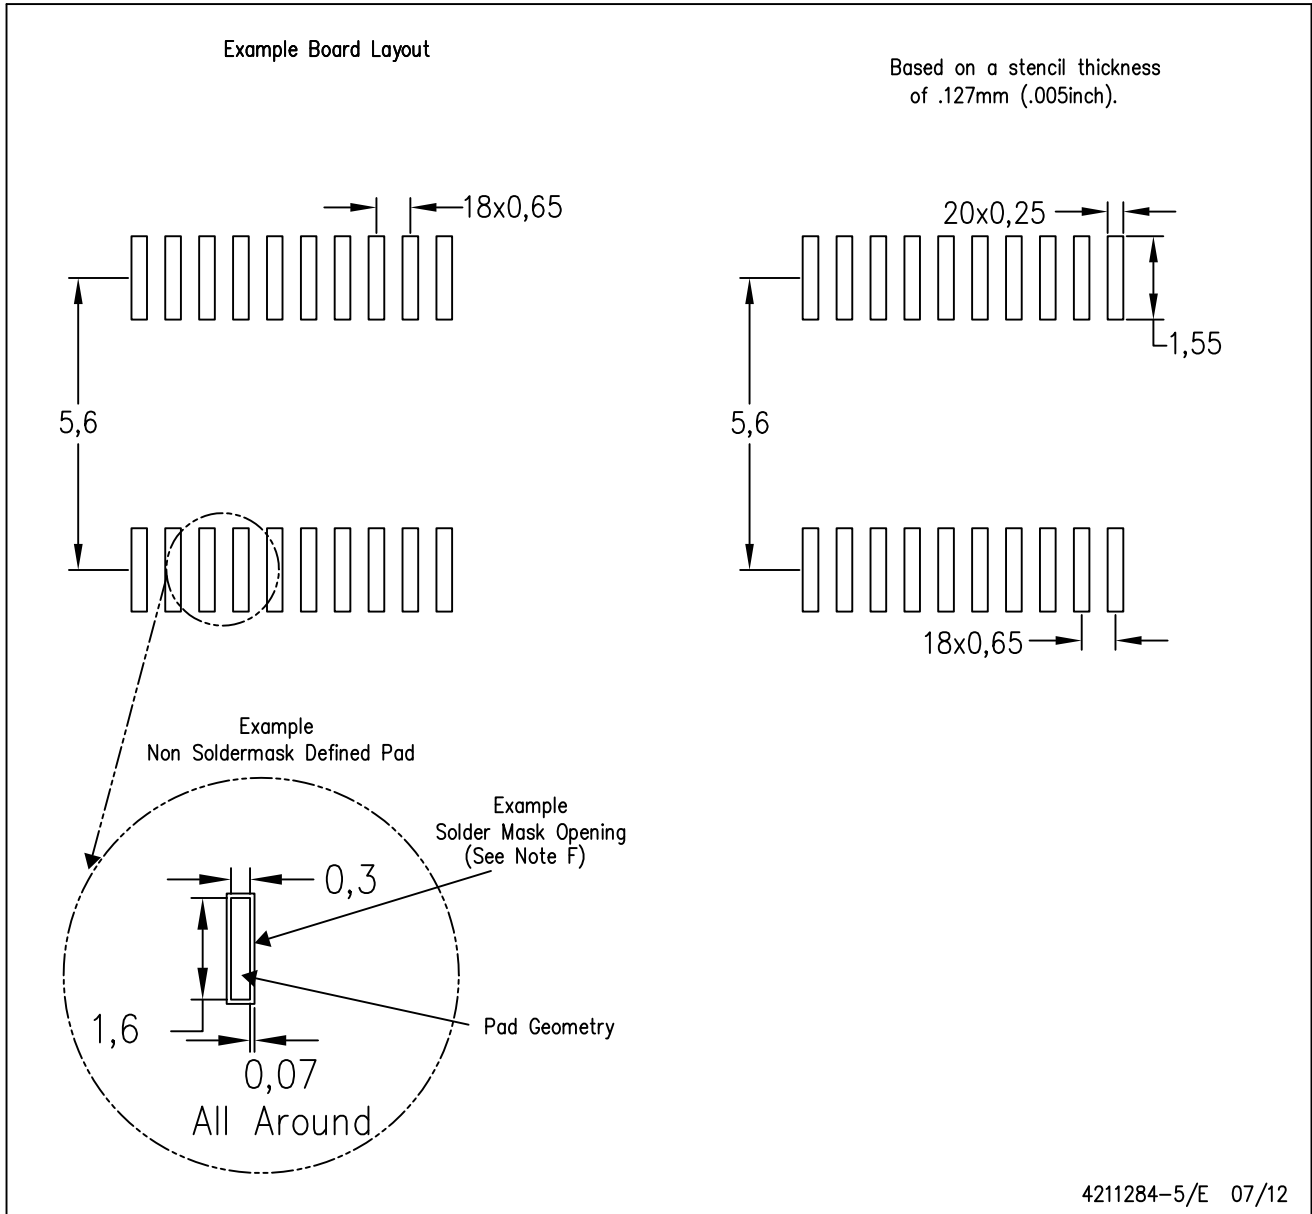 Example Board Layout
Based on a stencil thickness
of .127mm (.005inch).
18x0,65
20x0,25
1,55
5,6
5,6
18x0,65
Example
Non Soldermask Defined Pad
Example
Solder Mask Opening
(See Note F)
0,3
1,6
Pad Geometry
0,07
All Around
4211284-5/E 07/12